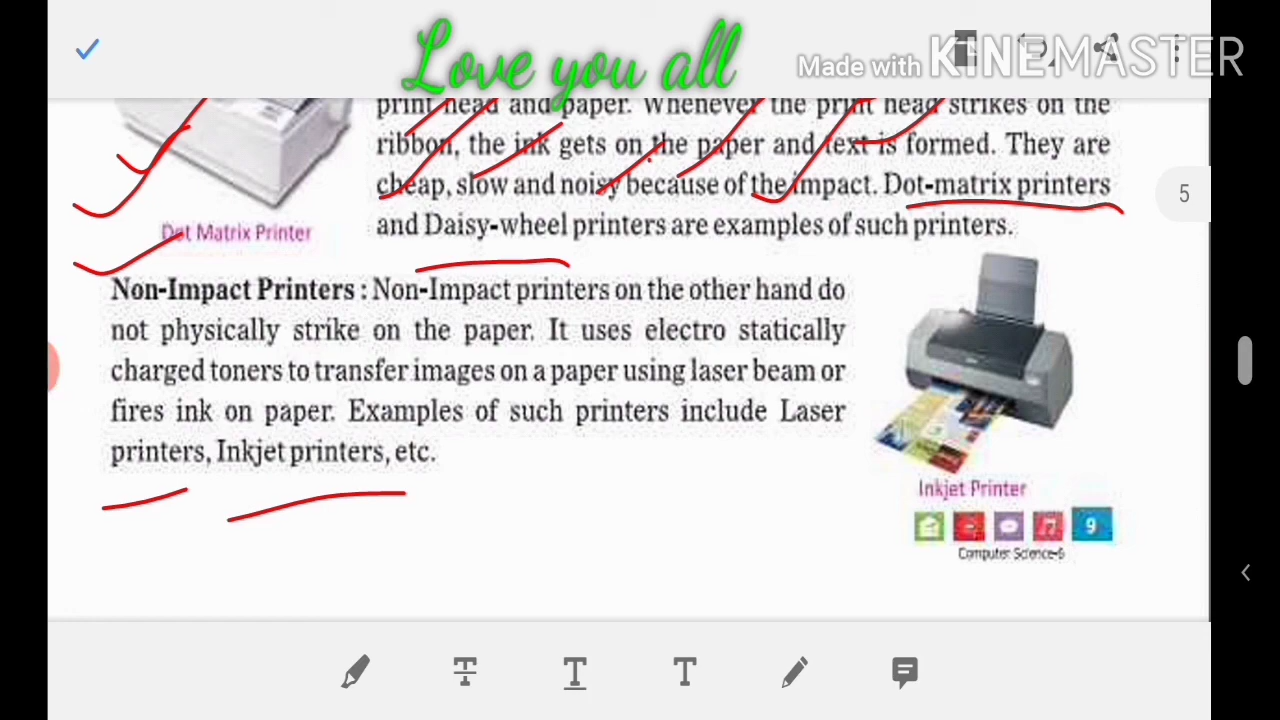 Love you all
Made with KINEMASTER
print head and paper. Whenever the print head strikes on the
ribbon, the ink gets on the paper and text is formed. They are
cheap, slow and noisy because of the impact. Dot-matrix printers
and Daisy-wheel printers are examples of such printers.
5
Dot Matrix Printer
Non-Impact Printers : Non-Impact printers on the other hand do
not physically strike on the paper. It uses electro statically
charged toners to transfer images on a paper using laser beam or
fires ink on paper. Examples of such printers include Laser
printers, Inkjet printers, etc.
Inkjet Printer
9
Computer Science-6
T
T
T